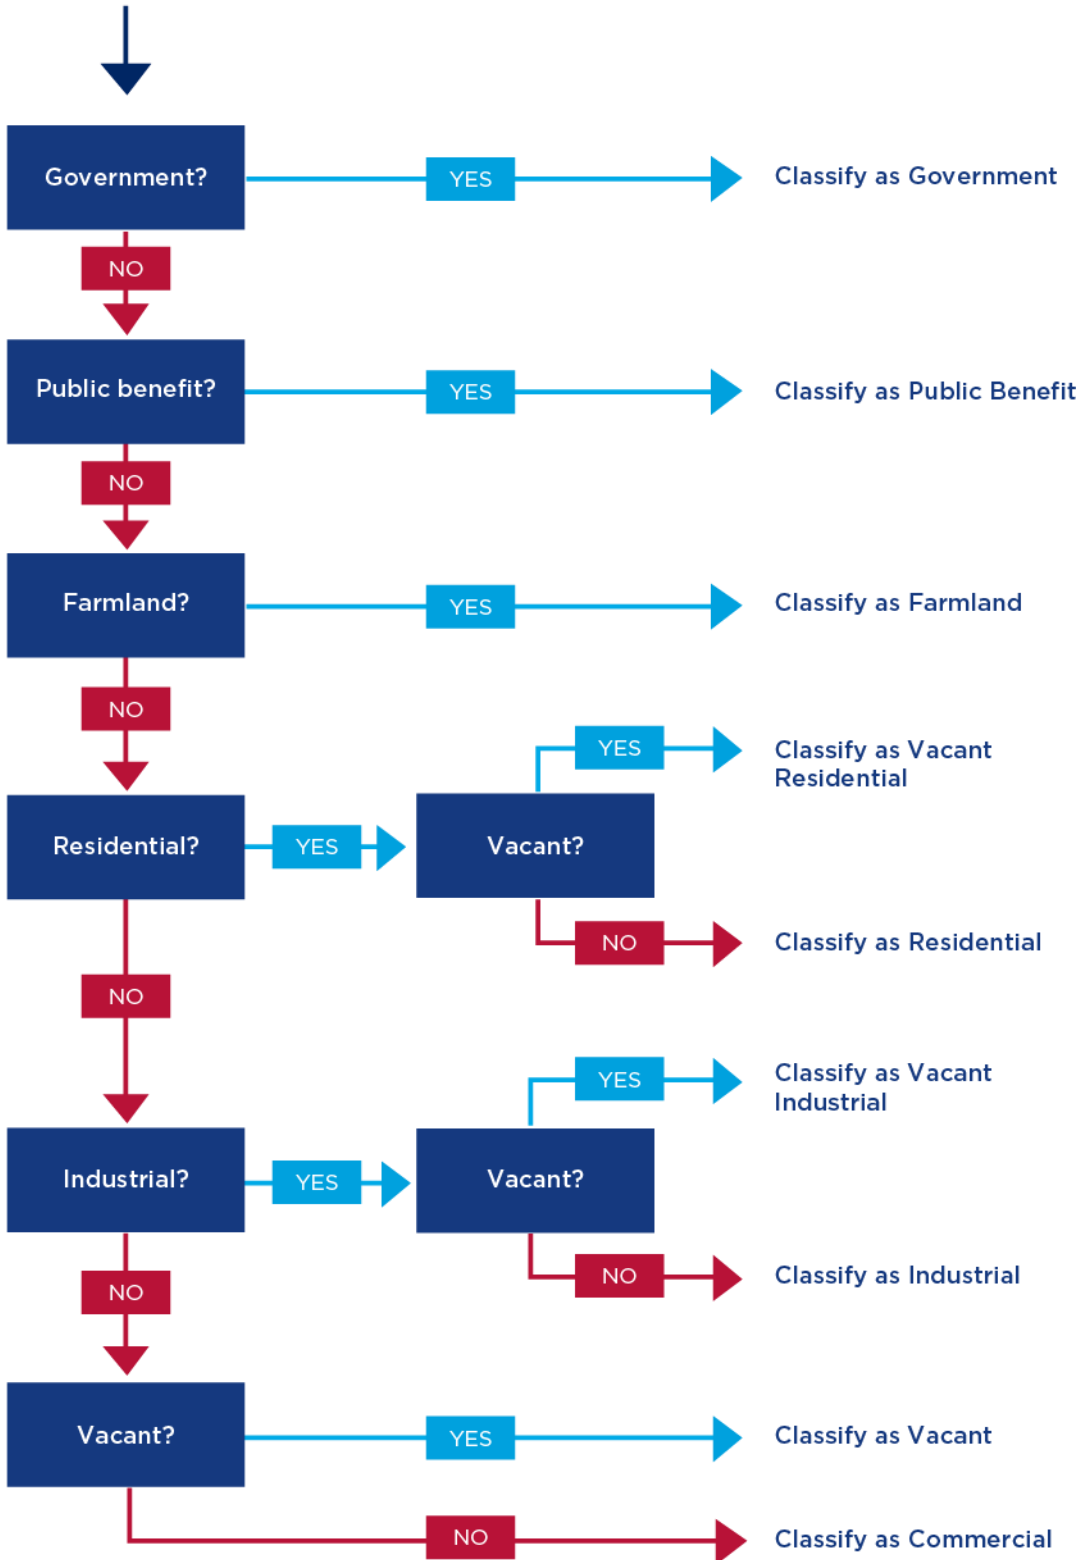 Government?
YES
Classify as Government
NO
Public benefit?
YES
Classify as Public Benefit
NO
Farmland?
YES
Classify as Farmland
NO
YES
Classify as Vacant
Residential
Residential?
YES
Vacant?
NO
Classify as Residential
NO
YES
Classify as Vacant
Industrial
Industrial?
YES
Vacant?
NO
Classify as Industrial
NO
Vacant?
YES
Classify as Vacant
NO
Classify as Commercial